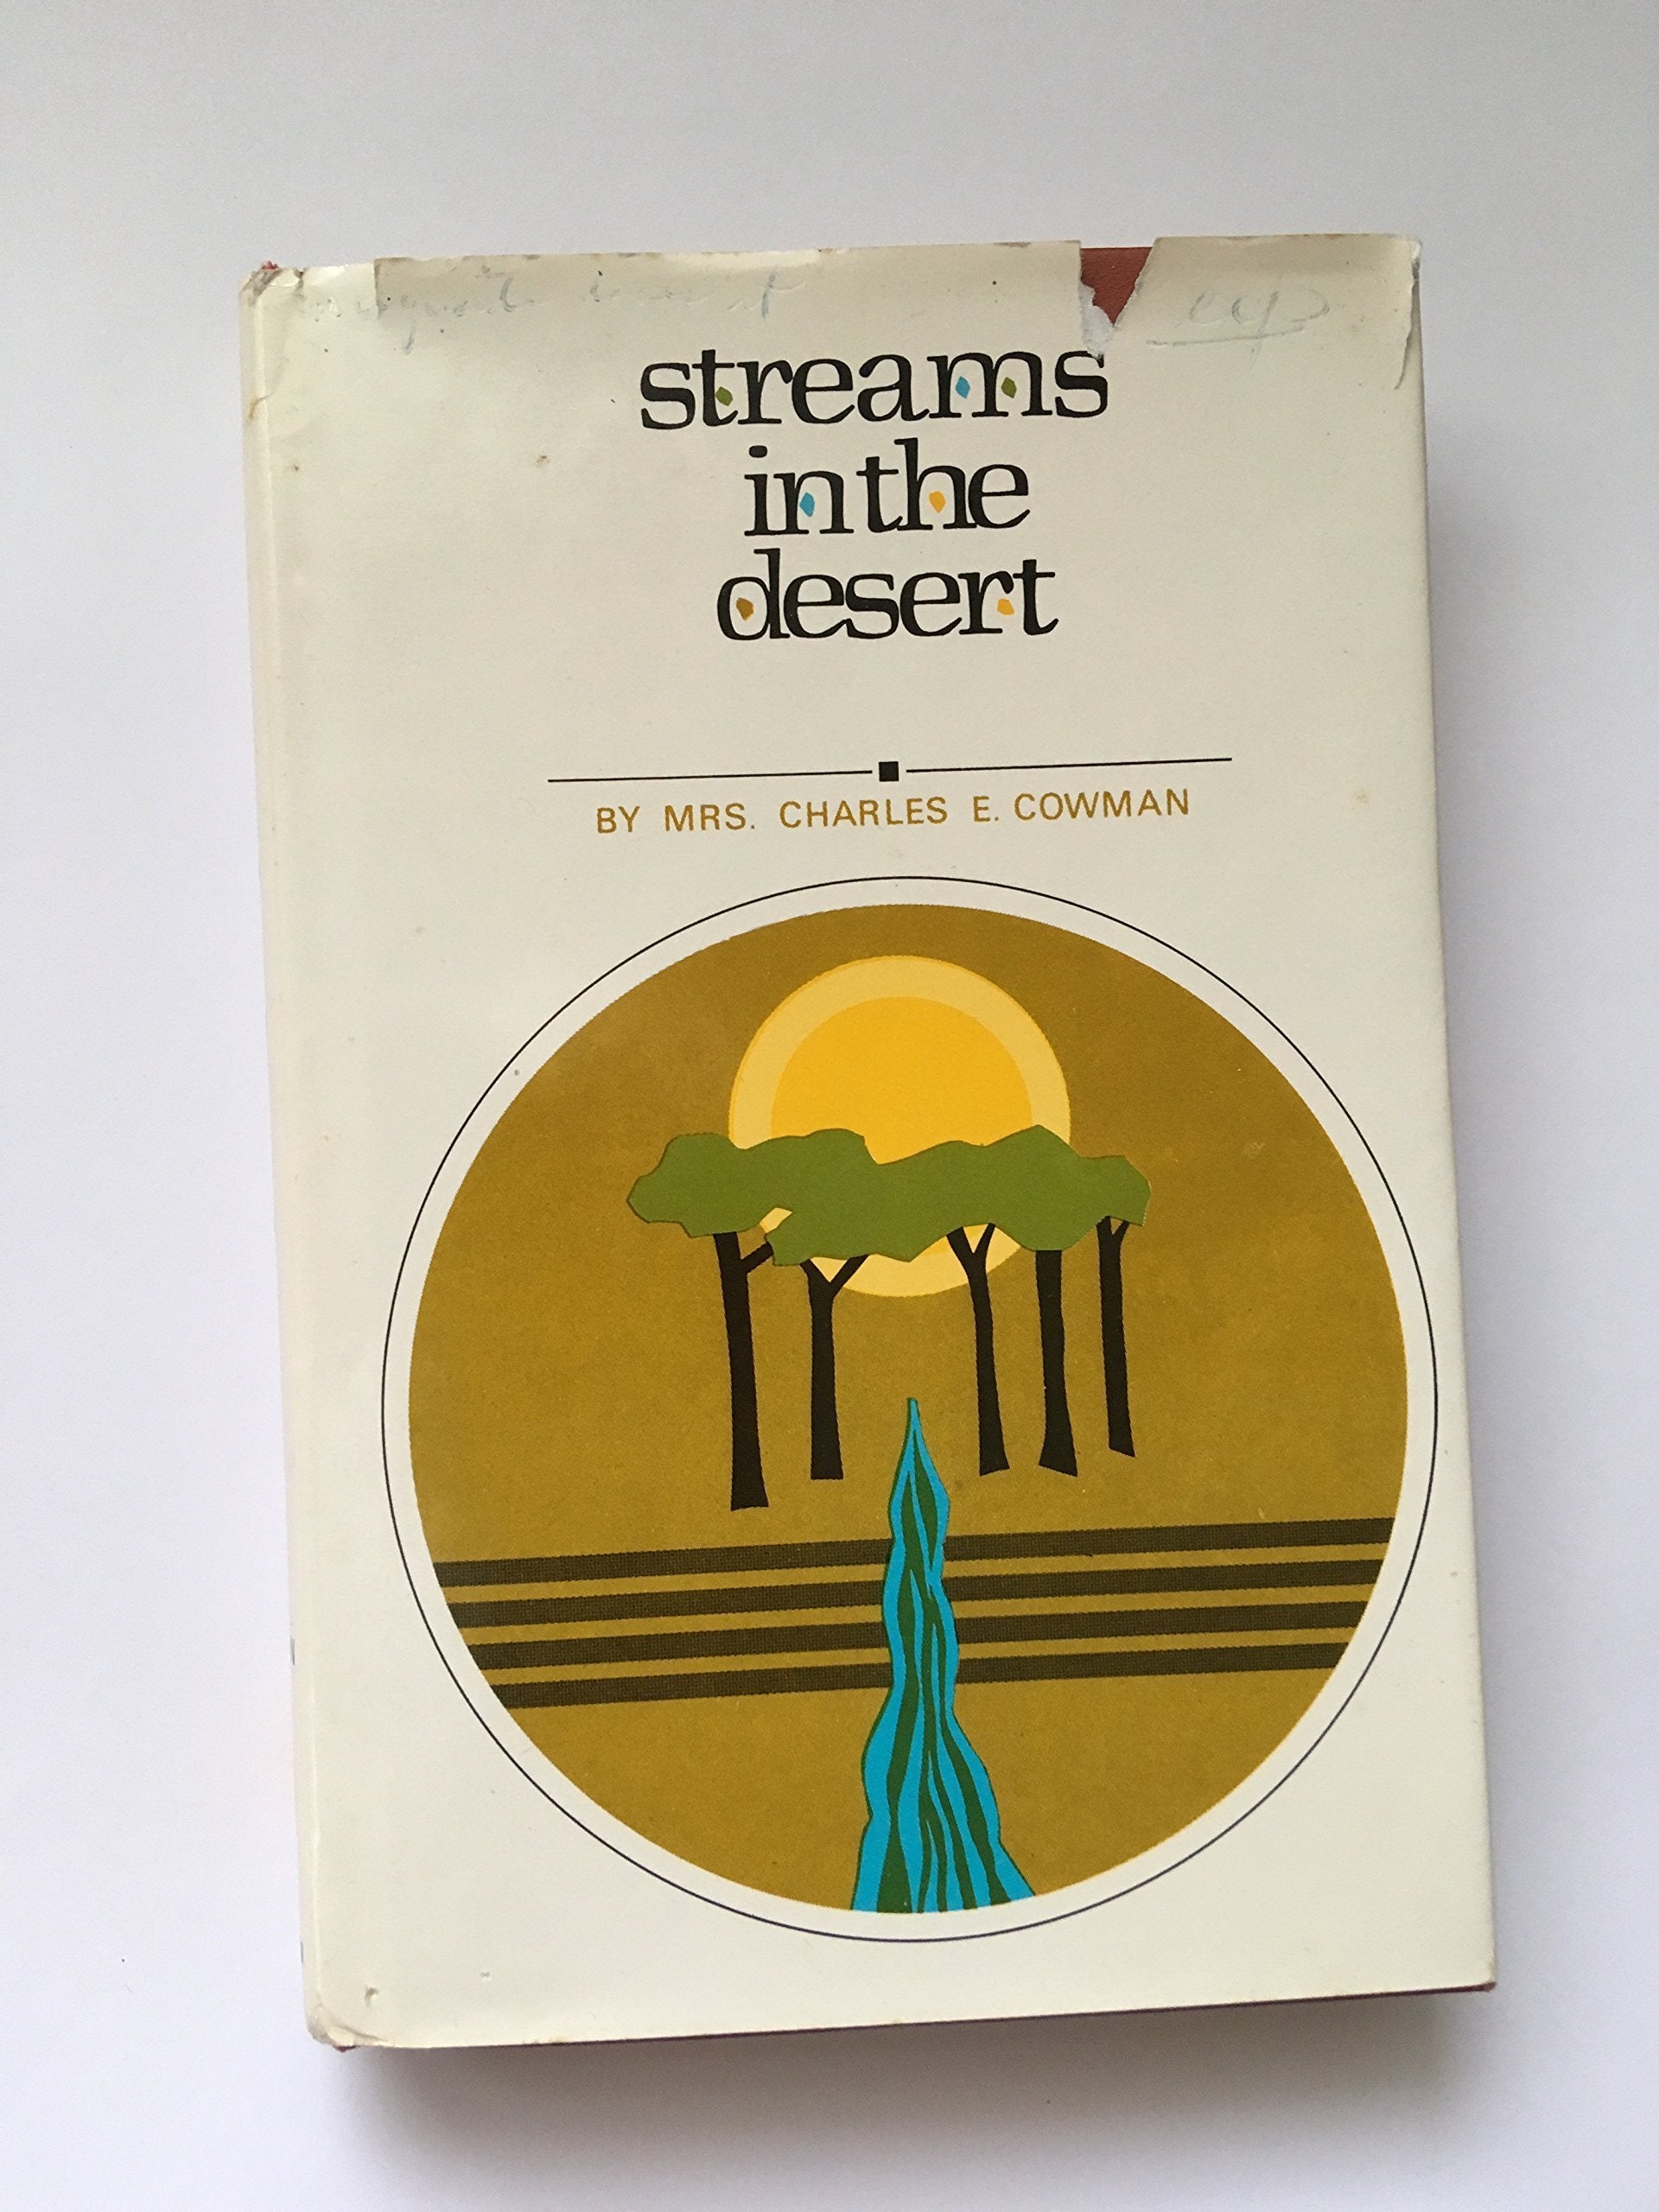 streams
in the
desert
BY MRS. CHARLES E. COWMAN